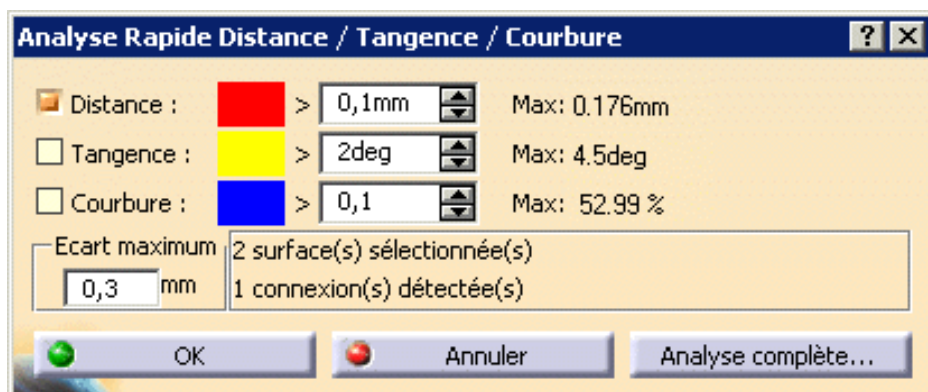 Analyse Rapide Distance / Tangence / Courbure
Distance : > 0,1mm Max: 0.176mm
Tangence : > 2deg Max: 4.5deg
Courbure : > 0,1 Max: 52.99 %
Ecart maximum
0,3 mm
2 surface(s) sélectionnée(s)
1 connexion(s) détectée(s)
OK Annuler Analyse complète...